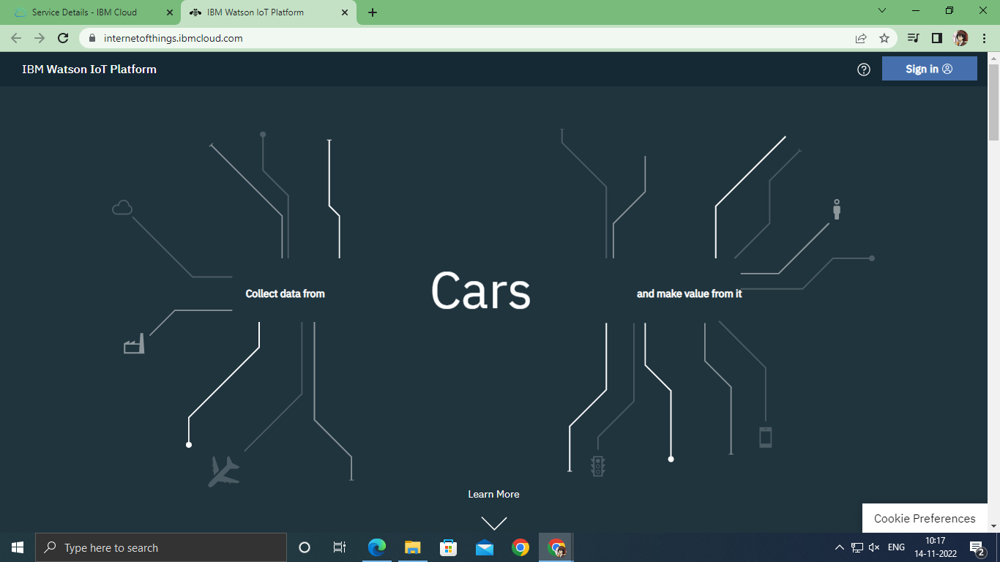 Service Details - IBM Cloud
IBM Watson IoT Platform
internetofthings.ibmcloud.com
IBM Watson IoT Platform
Sign in
Collect data from
Cars
and make value from it
Learn More
Cookie Preferences
Type here to search
ENG
10:17
14-11-2022
2